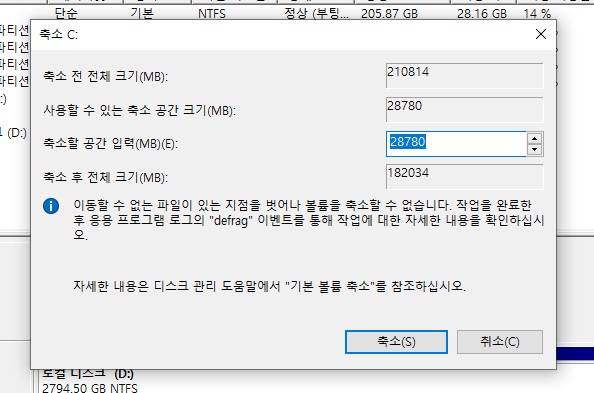 단순 기본 NTFS 정상 (부팅... 205.87 GB 28.16 GB 14 %
축소 C:
파티션
파티션
파티션
파티션
축소 전 전체 크기(MB): 210814
:)
사용할 수 있는 축소 공간 크기(MB): 28780
(D:)
축소할 공간 입력(MB)(E): 28780
축소 후 전체 크기(MB): 182034
이동할 수 없는 파일이 있는 지점을 벗어나 볼륨을 축소할 수 없습니다. 작업을 완료한
후 응용 프로그램 로그의 "defrag" 이벤트를 통해 작업에 대한 자세한 내용을 확인하십시
오.
자세한 내용은 디스크 관리 도움말에서 "기본 볼륨 축소"를 참조하십시오.
축소(S) 취소(C)
로컬 디스크 (D:)
2794.50 GB NTFS